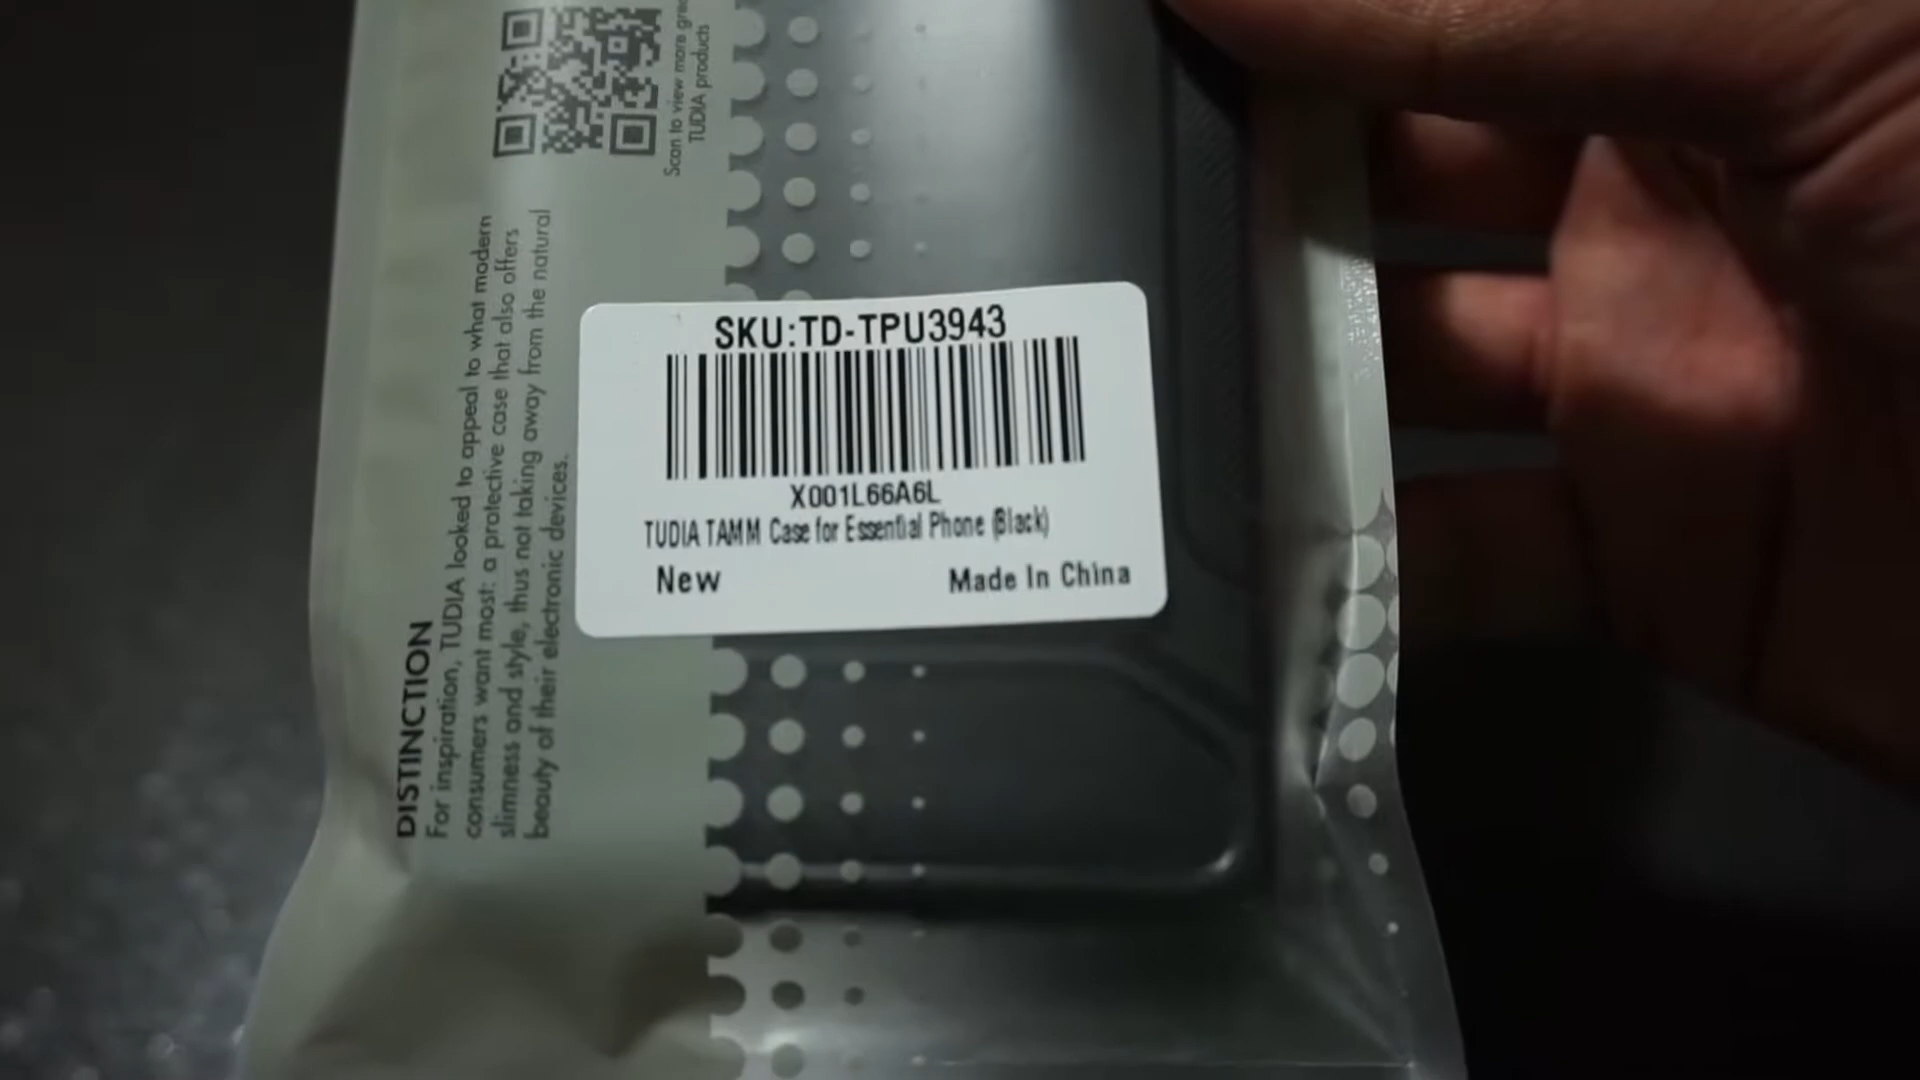 Scan to view more
TUDIA products
DISTINCTION
For inspiration, TUDIA looked to appeal to what modern
consumers want most: a protective case that also offers
slimness and style, thus not taking away from the natural
beauty of their electronic devices.
SKU:TD-TPU3943
X001L66A6L
TUDIA TAMM Case for Essential Phone (Black)
New
Made In China